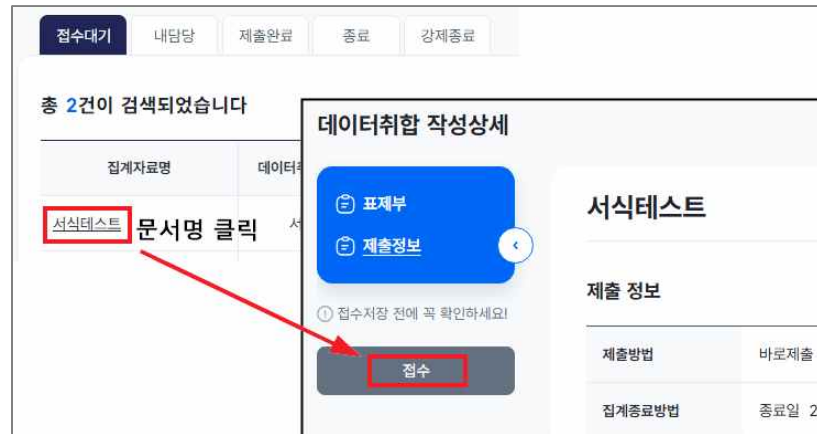 접수대기 내담당 제출완료 종료 강제종료
총 2건이 검색되었습니다
집계자료명
서식테스트 문서명 클릭
데이터취합 작성상세
표제부
제출정보
접수저장 전에 꼭 확인하세요!
접수
서식테스트
제출 정보
제출방법 바로제출
집계종료방법 종료일 2